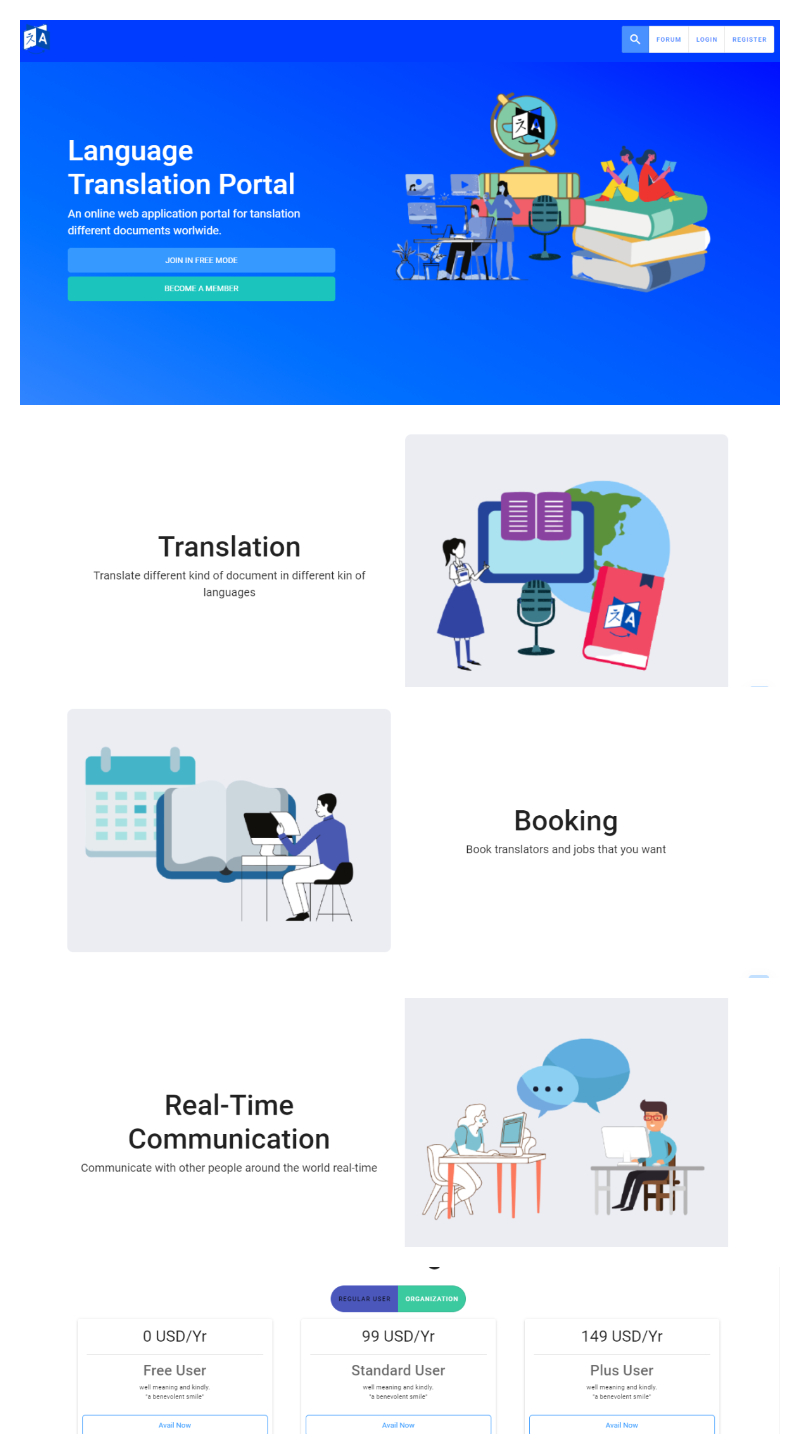 文 A
FORUM LOGIN REGISTER
Language
Translation Portal
An online web application portal for tanslation
different documents worlwide.
JOIN IN FREE MODE
BECOME A MEMBER
Translation
Translate different kind of document in different kin of
languages
Booking
Book translators and jobs that you want
Real-Time
Communication
Communicate with other people around the world real-time
REGULAR USER ORGANIZATION
0 USD/Yr
Free User
well meaning and kindly.
"a benevolent smile"
Avail Now
99 USD/Yr
Standard User
well meaning and kindly.
"a benevolent smile"
Avail Now
149 USD/Yr
Plus User
well meaning and kindly.
"a benevolent smile"
Avail Now